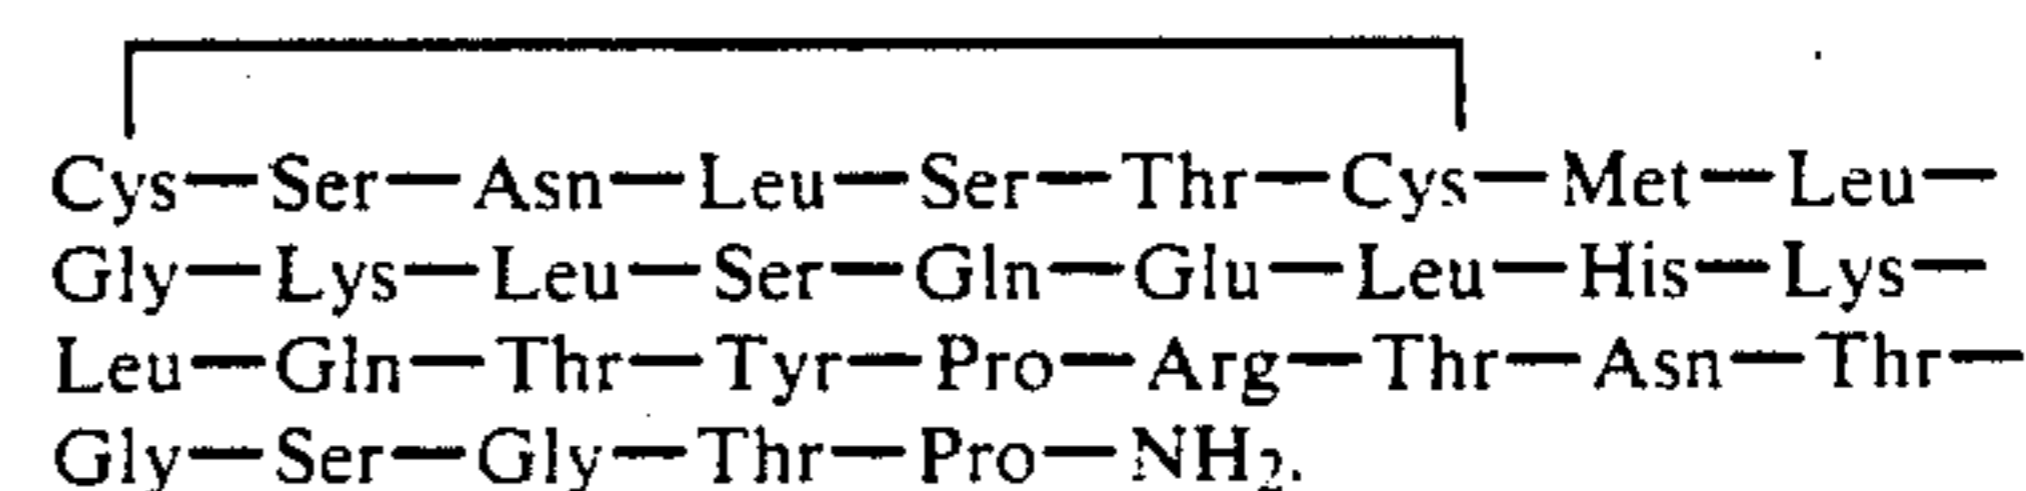 Cys—Ser—Asn—Leu—Ser—Thr—Cys—Met—Leu—
Gly—Lys—Leu—Ser—Gln—Glu—Leu—His—Lys—
Leu—Gln—Thr—Tyr—Pro—Arg—Thr—Asn—Thr—
Gly—Ser—Gly—Thr—Pro—NH₂.